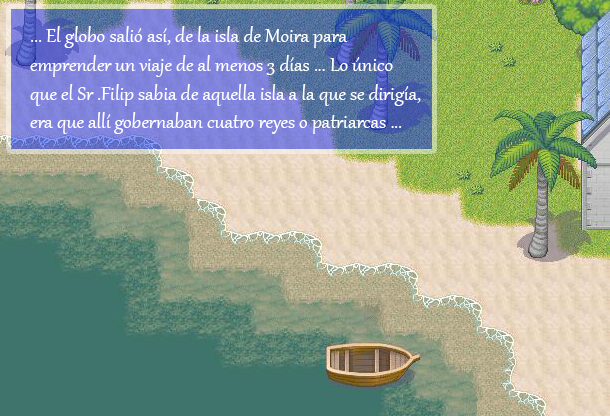 ... El globo salió así, de la isla de Moira para
emprender un viaje de al menos 3 días ... Lo único
que el Sr .Filip sabia de aquella isla a la que se dirigía,
era que allí gobernaban cuatro reyes o patriarcas ...